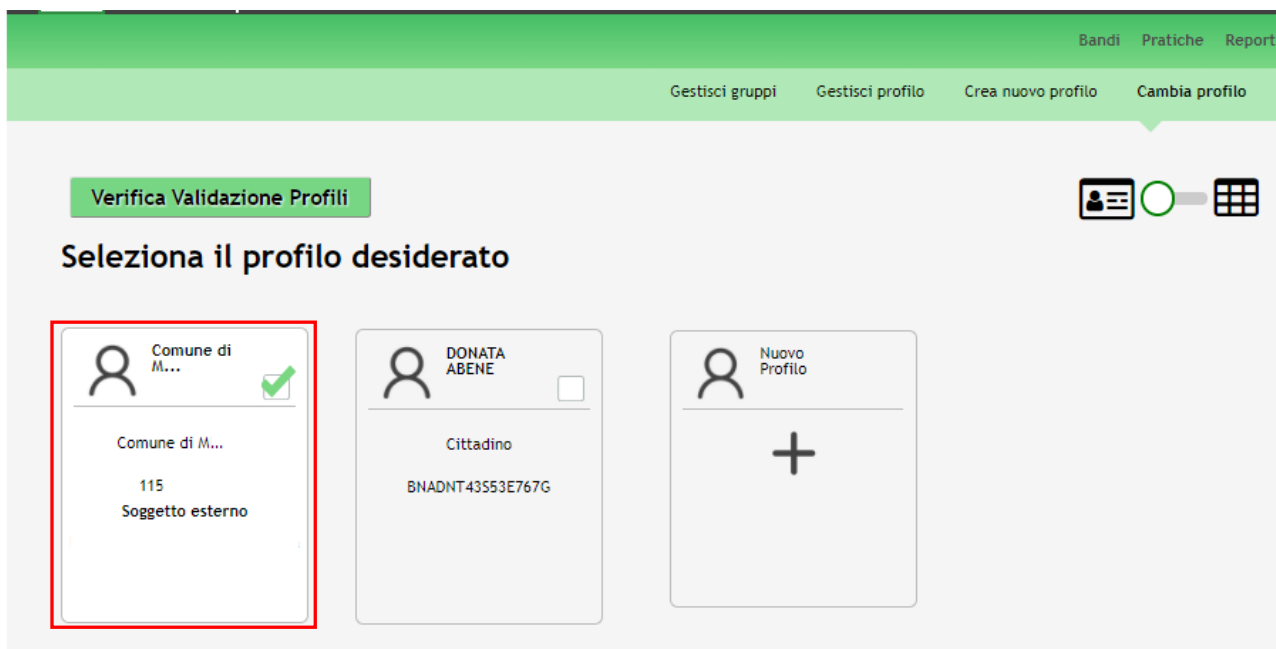 Bandi Pratiche Report
Gestisci gruppi Gestisci profilo Crea nuovo profilo Cambia profilo
Verifica Validazione Profili
Seleziona il profilo desiderato
Comune di
M...
Comune di M...
115
Soggetto esterno
DONATA
ABENE
Cittadino
BNADNT43S53E767G
Nuovo
Profilo